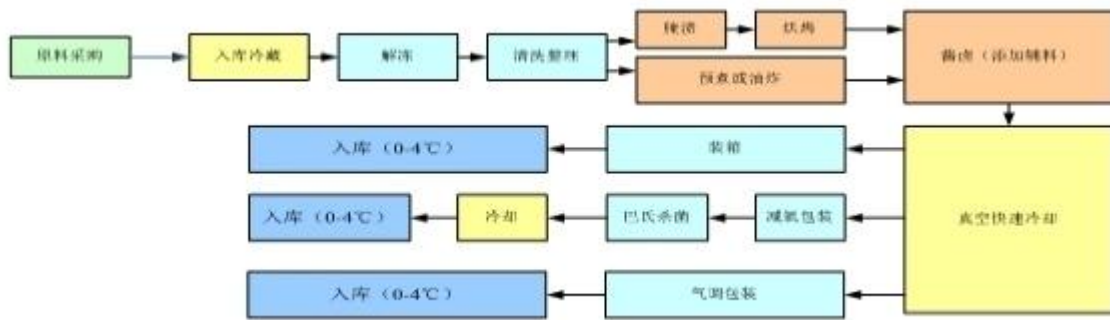 原料采购
入库冷藏
解冻
清洗整理
腌渍
烘烤
预煮或油炸
酱卤（添加辅料）
入库（0-4℃）
装箱
入库（0-4℃）
冷却
巴氏杀菌
减氧包装
真空快速冷却
入库（0-4℃）
气调包装